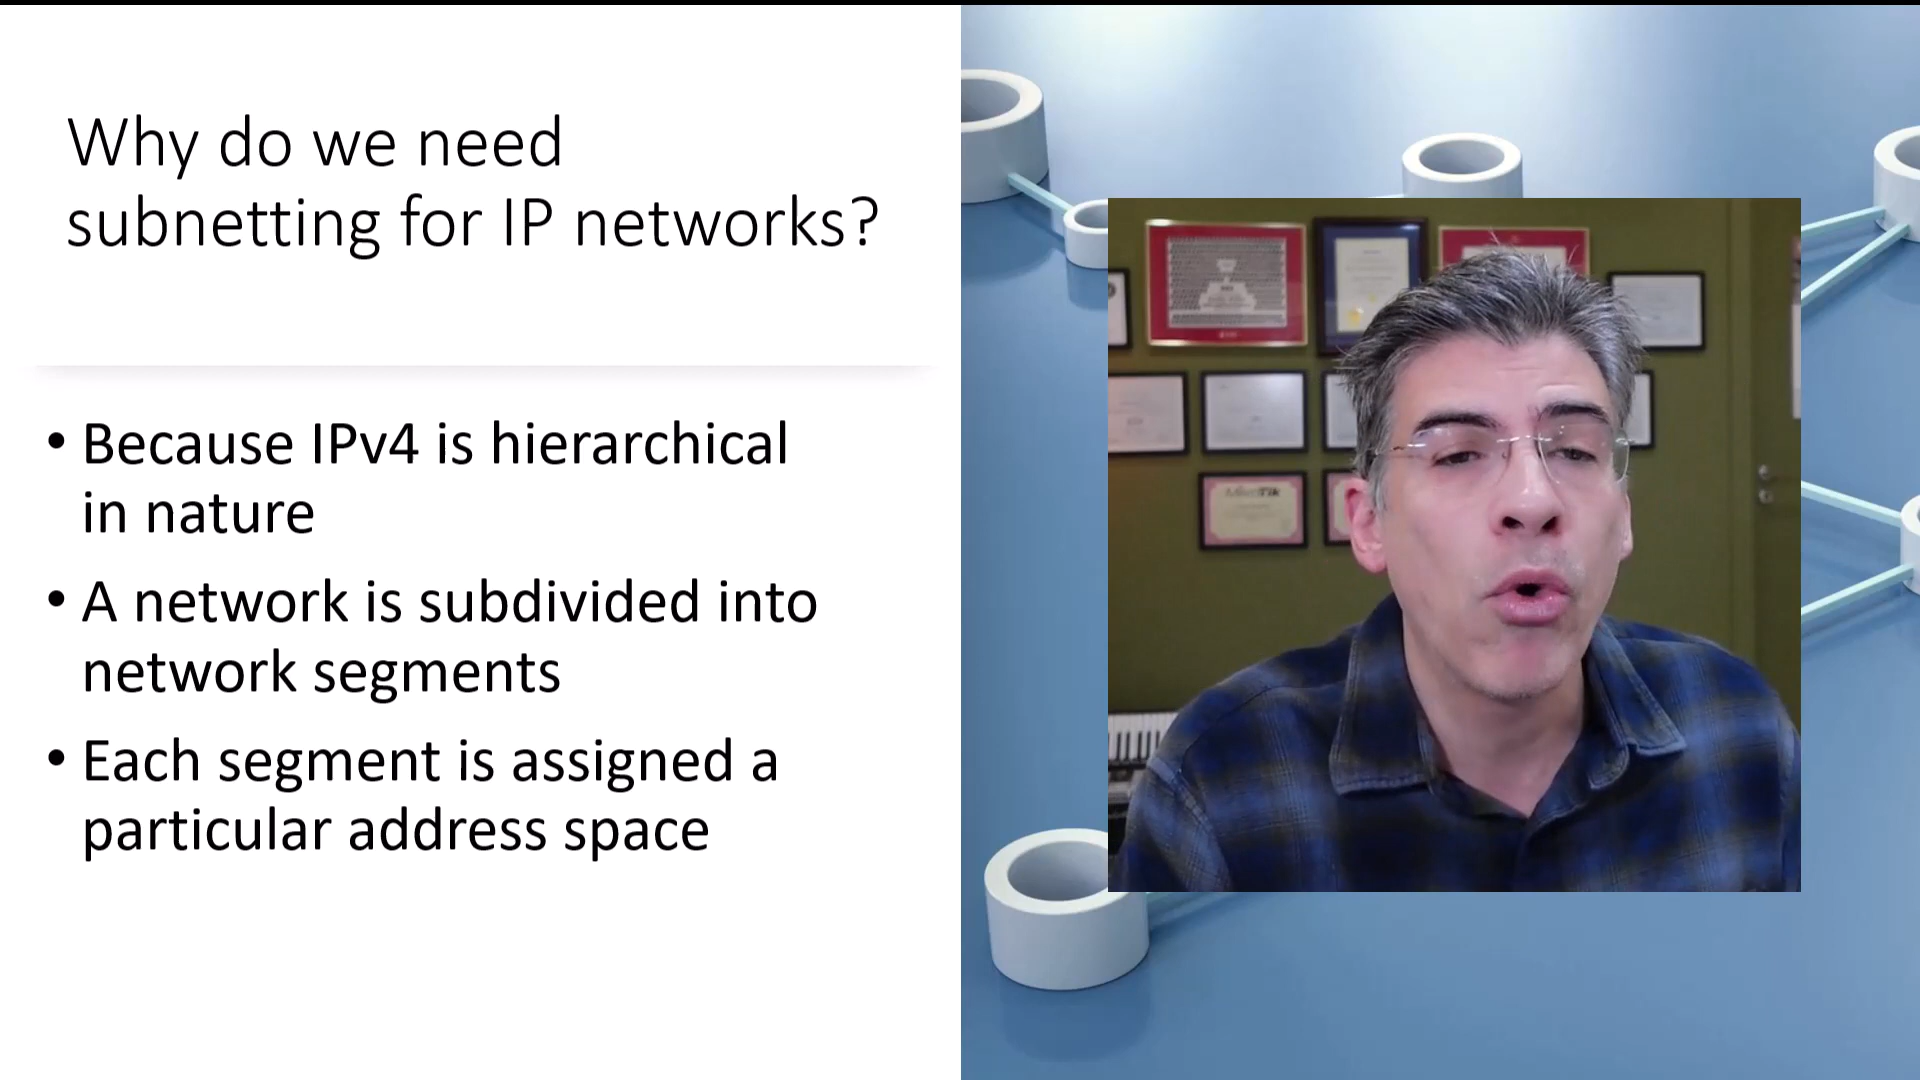 Why do we need
subnetting for IP networks?
• Because IPv4 is hierarchical
in nature
• A network is subdivided into
network segments
• Each segment is assigned a
particular address space